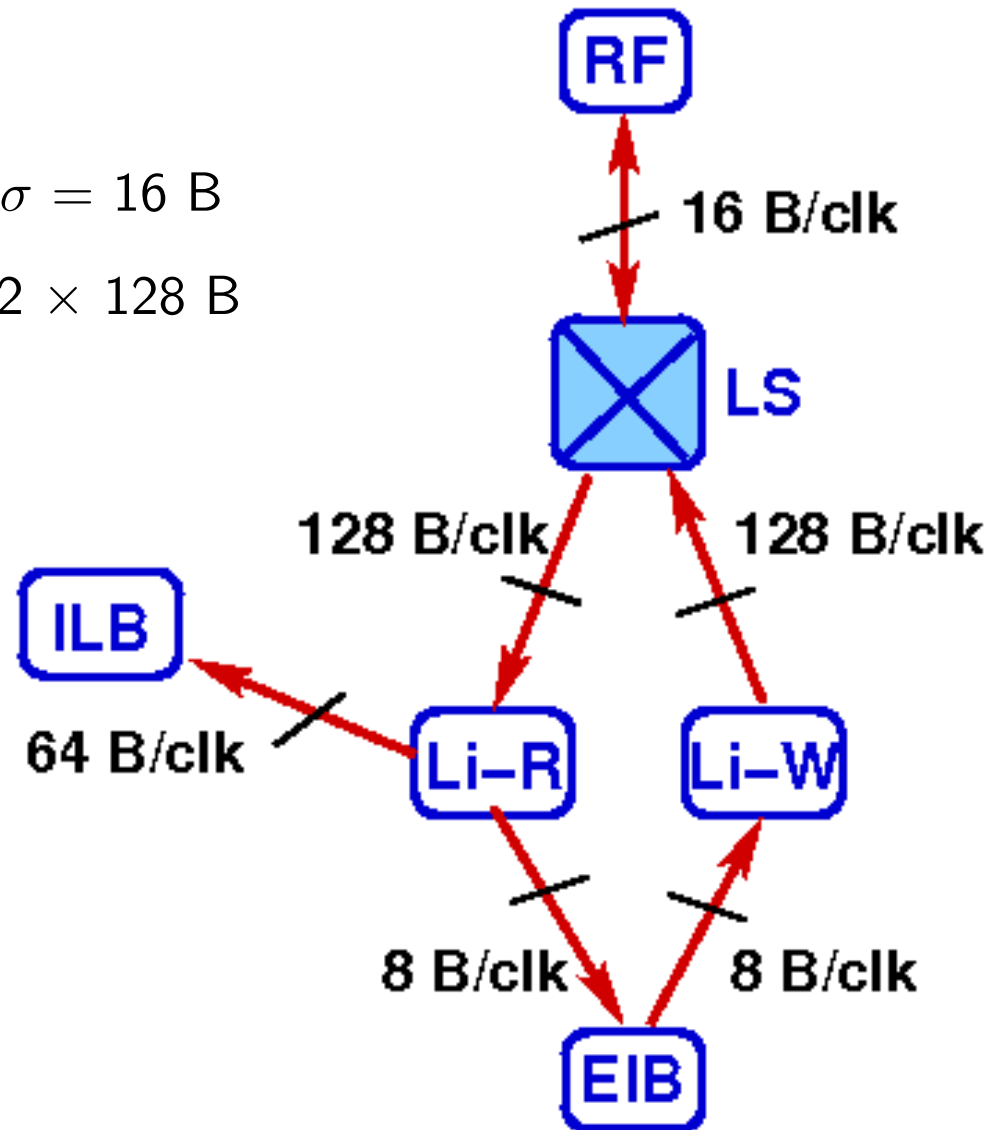 RF
σ = 16 B
16 B/clk
2 × 128 B
LS
128 B/clk
128 B/clk
ILB
64 B/clk
Li–R
Li–W
8 B/clk
8 B/clk
EIB